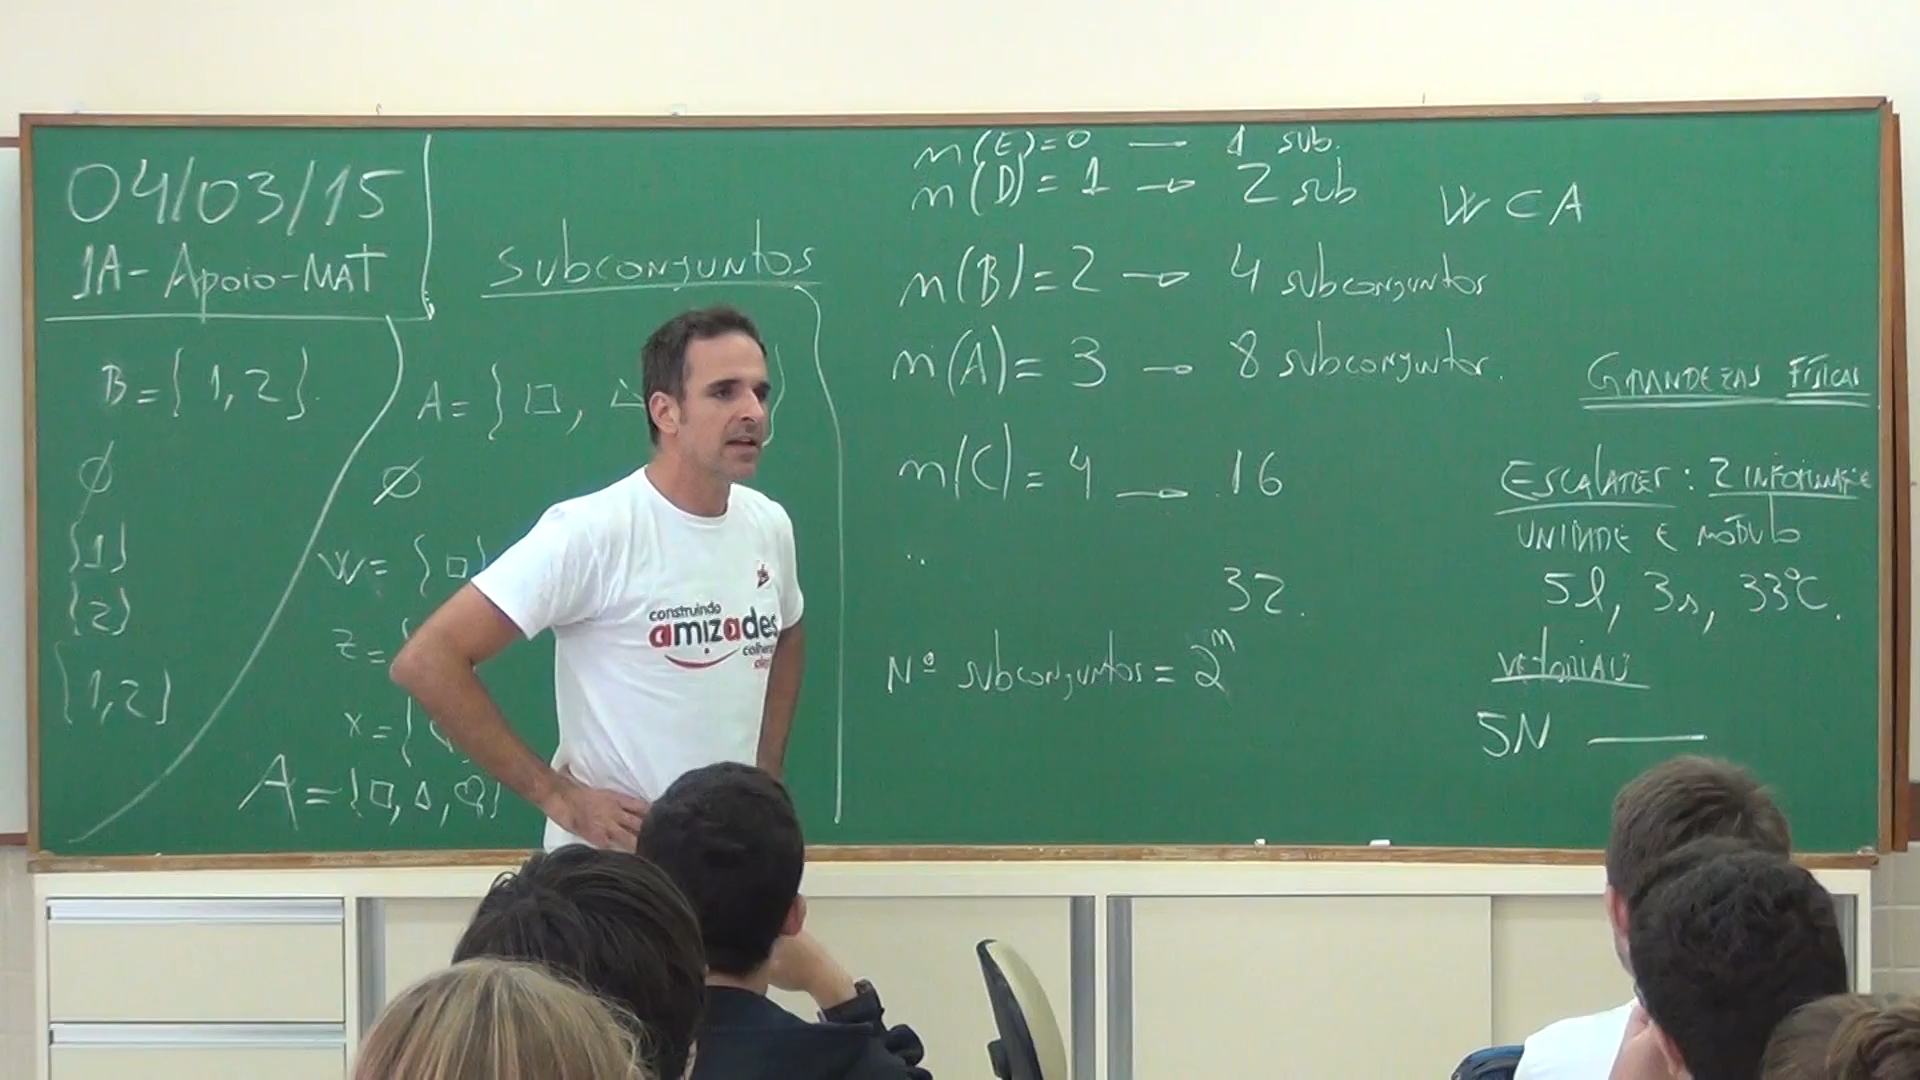 04/03/15
1A - Apoio - MAT
B = { 1, 2 }.
∅
{1}
{2}
{1,2}
Subconjuntos
A = { □, △
∅
W = { □
Z = {
X = {
A = { □, △, ♡ }
n(E) = 0 — 1 sub.
n(D) = 1 → 2 sub
n(B) = 2 → 4 subconjuntos
n(A) = 3 → 8 subconjuntos.
n(C) = 4 → 16
..
32.
Nº subconjuntos = 2ⁿ
W ⊂ A
GRANDEZAS FÍSICAS
ESCALARES: 2
UNIDADE E MÓDULO
5l, 3s, 33°C.
VETORIAIS
5N —
construindo
amizades